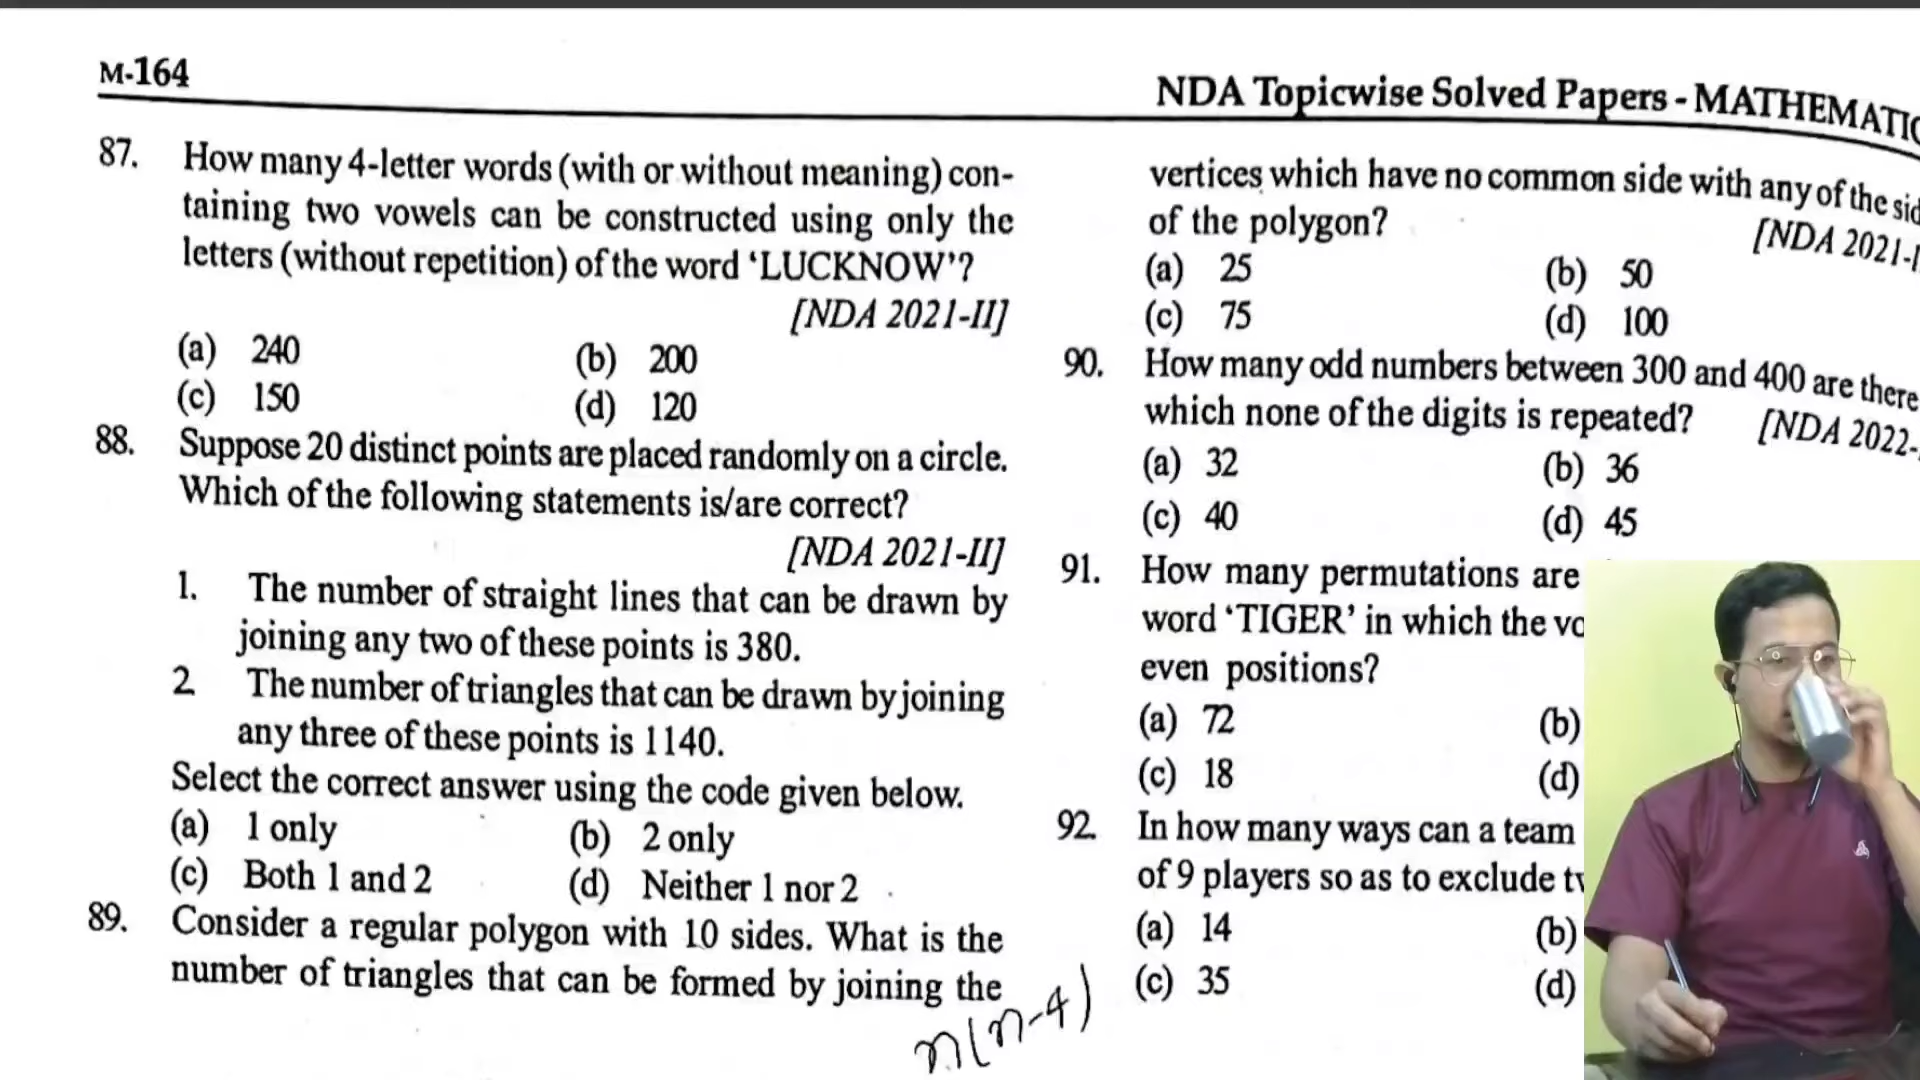 M-164
NDA Topicwise Solved Papers - MATHEMATIC
87. How many 4-letter words (with or without meaning) con-
taining two vowels can be constructed using only the
letters (without repetition) of the word ‘LUCKNOW’?
[NDA 2021-II]
(a) 240 (b) 200
(c) 150 (d) 120
88. Suppose 20 distinct points are placed randomly on a circle.
Which of the following statements is/are correct?
[NDA 2021-II]
1. The number of straight lines that can be drawn by
joining any two of these points is 380.
2 The number of triangles that can be drawn by joining
any three of these points is 1140.
Select the correct answer using the code given below.
(a) 1 only (b) 2 only
(c) Both 1 and 2 (d) Neither 1 nor 2
89. Consider a regular polygon with 10 sides. What is the
number of triangles that can be formed by joining the
n(n-4)
vertices which have no common side with any of the
of the polygon?
[NDA 2021-
(a) 25 (b) 50
(c) 75 (d) 100
90. How many odd numbers between 300 and 400 are there
which none of the digits is repeated? [NDA 2022-
(a) 32 (b) 36
(c) 40 (d) 45
91. How many permutations are
word ‘TIGER’ in which the
even positions?
(a) 72 (b)
(c) 18 (d)
92. In how many ways can a team
of 9 players so as to exclude
(a) 14 (b)
(c) 35 (d)